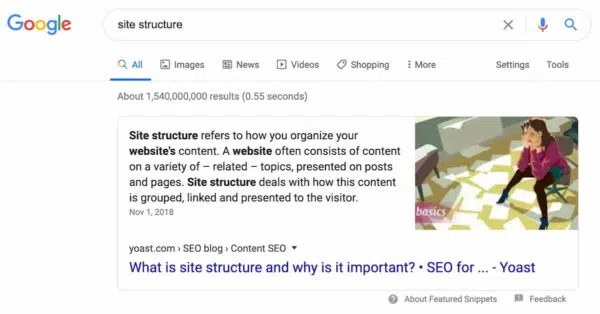 Google
site structure
All Images News Videos Shopping More Settings Tools
About 1,540,000,000 results (0.55 seconds)
Site structure refers to how you organize your
website's content. A website often consists of content
on a variety of – related – topics, presented on posts
and pages. Site structure deals with how this content
is grouped, linked and presented to the visitor.
Nov 1, 2018
basics
yoast.com › SEO blog › Content SEO
What is site structure and why is it important? • SEO for ... - Yoast
About Featured Snippets Feedback